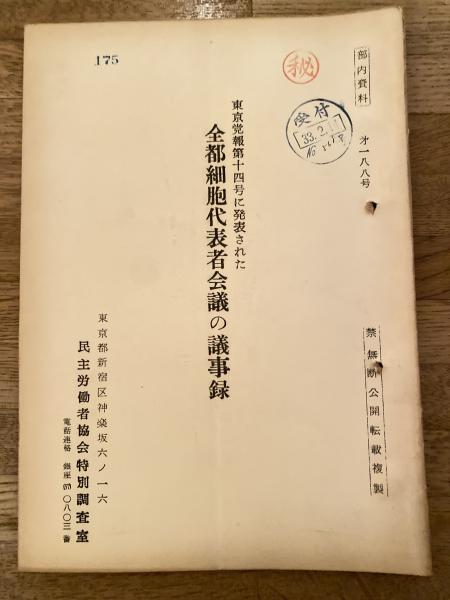 部内資料
才一八八号
禁無断公開転載複製
秘
受付
33.2.
175
東京党報第十四号に発表された
全都細胞代表者会議の議事録
東京都新宿区神楽坂六ノ一六
民主労働者協会特別調査室
電話連絡 銀座 〇八〇三番